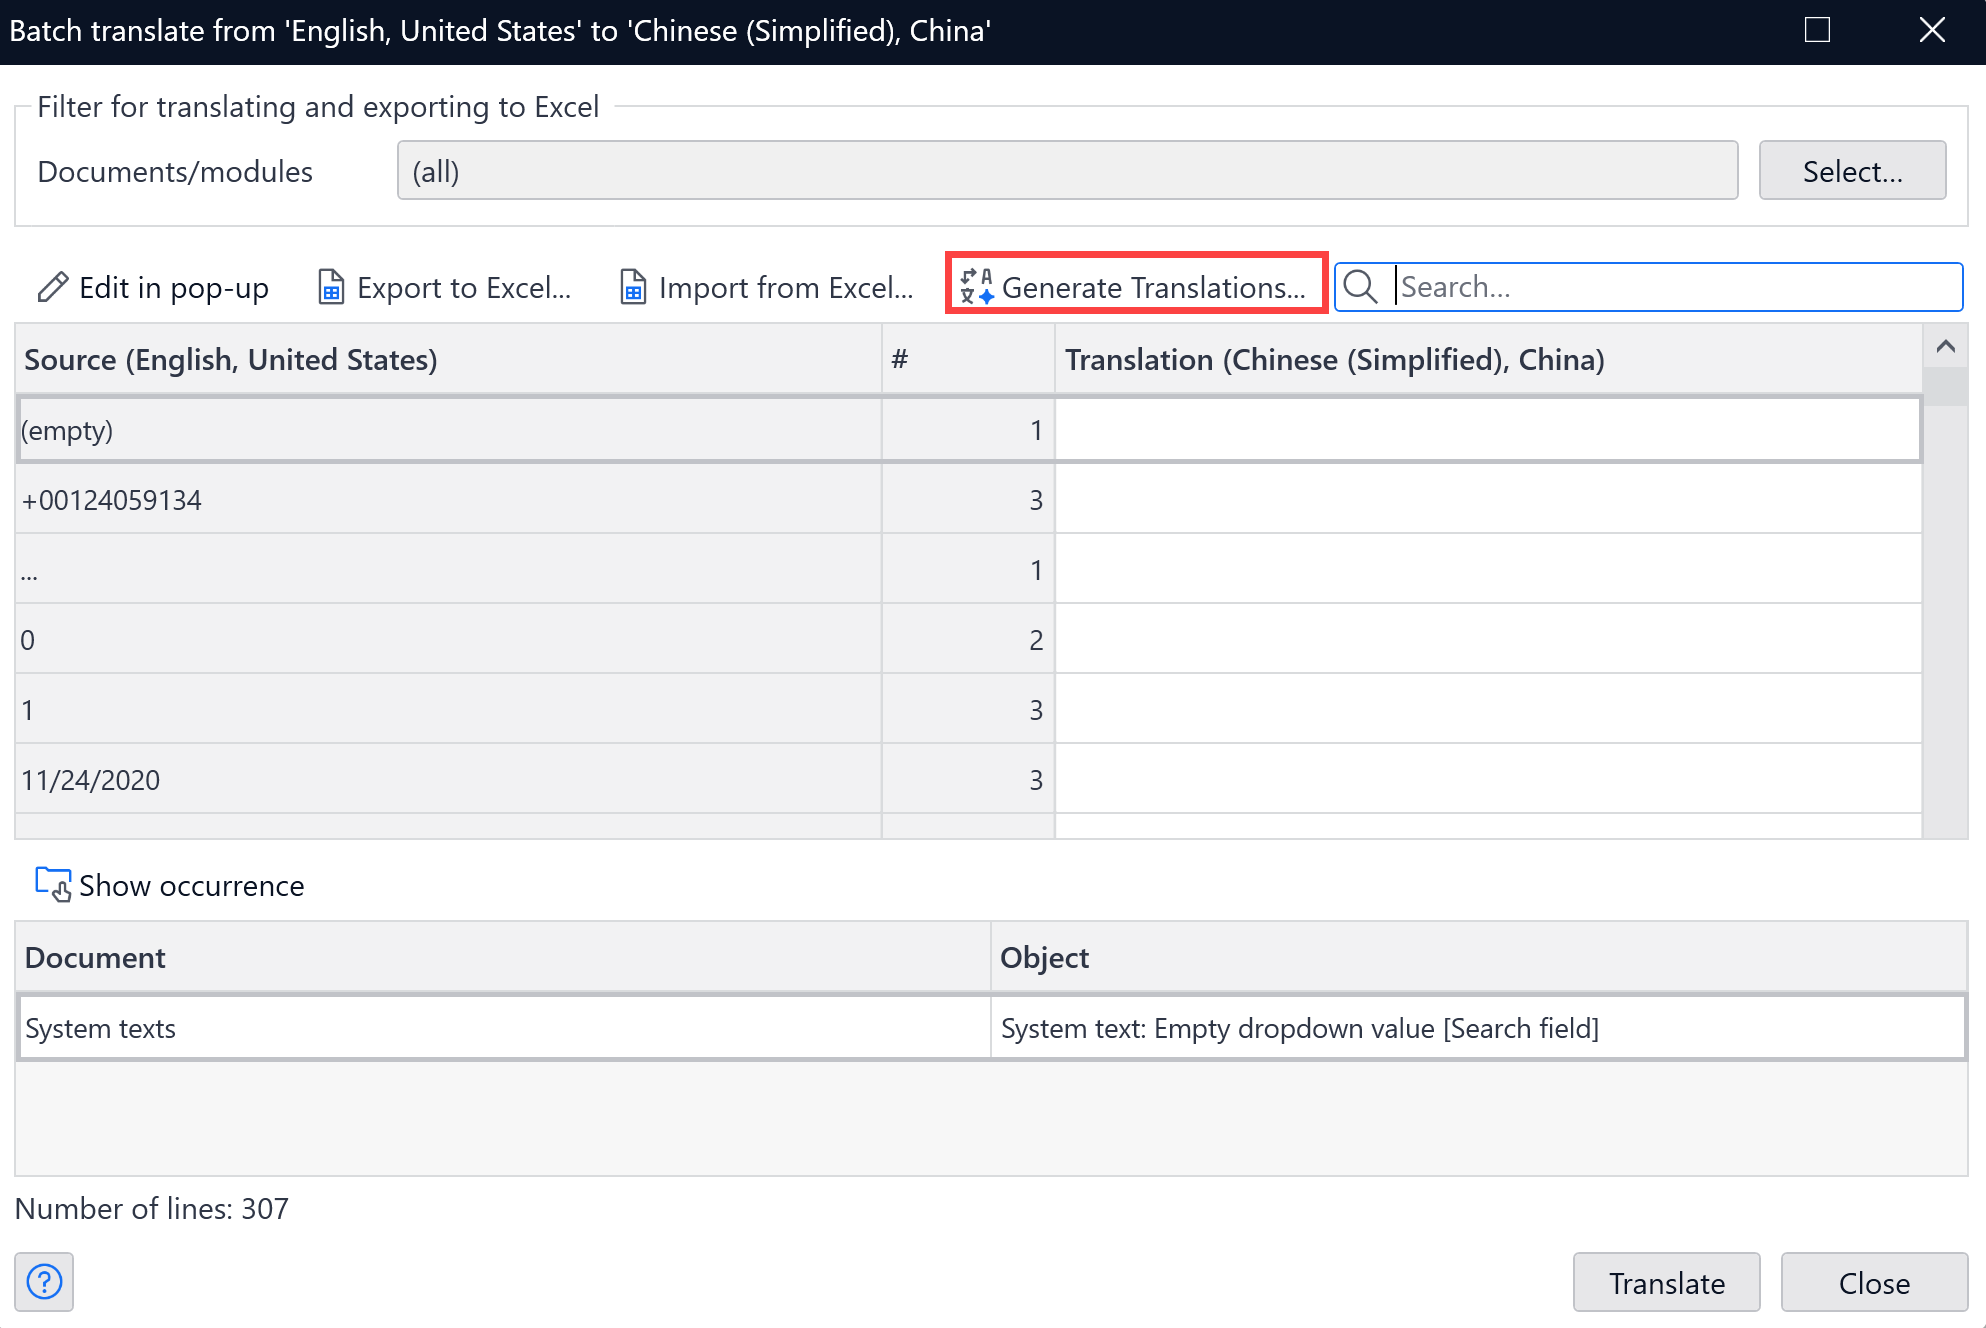 Batch translate from 'English, United States' to 'Chinese (Simplified), China'
Filter for translating and exporting to Excel
Documents/modules (all) Select...
Edit in pop-up Export to Excel... Import from Excel... Generate Translations... Search...
Source (English, United States) # Translation (Chinese (Simplified), China)
(empty) 1
+00124059134 3
... 1
0 2
1 3
11/24/2020 3
Show occurrence
Document Object
System texts System text: Empty dropdown value [Search field]
Number of lines: 307
? Translate Close